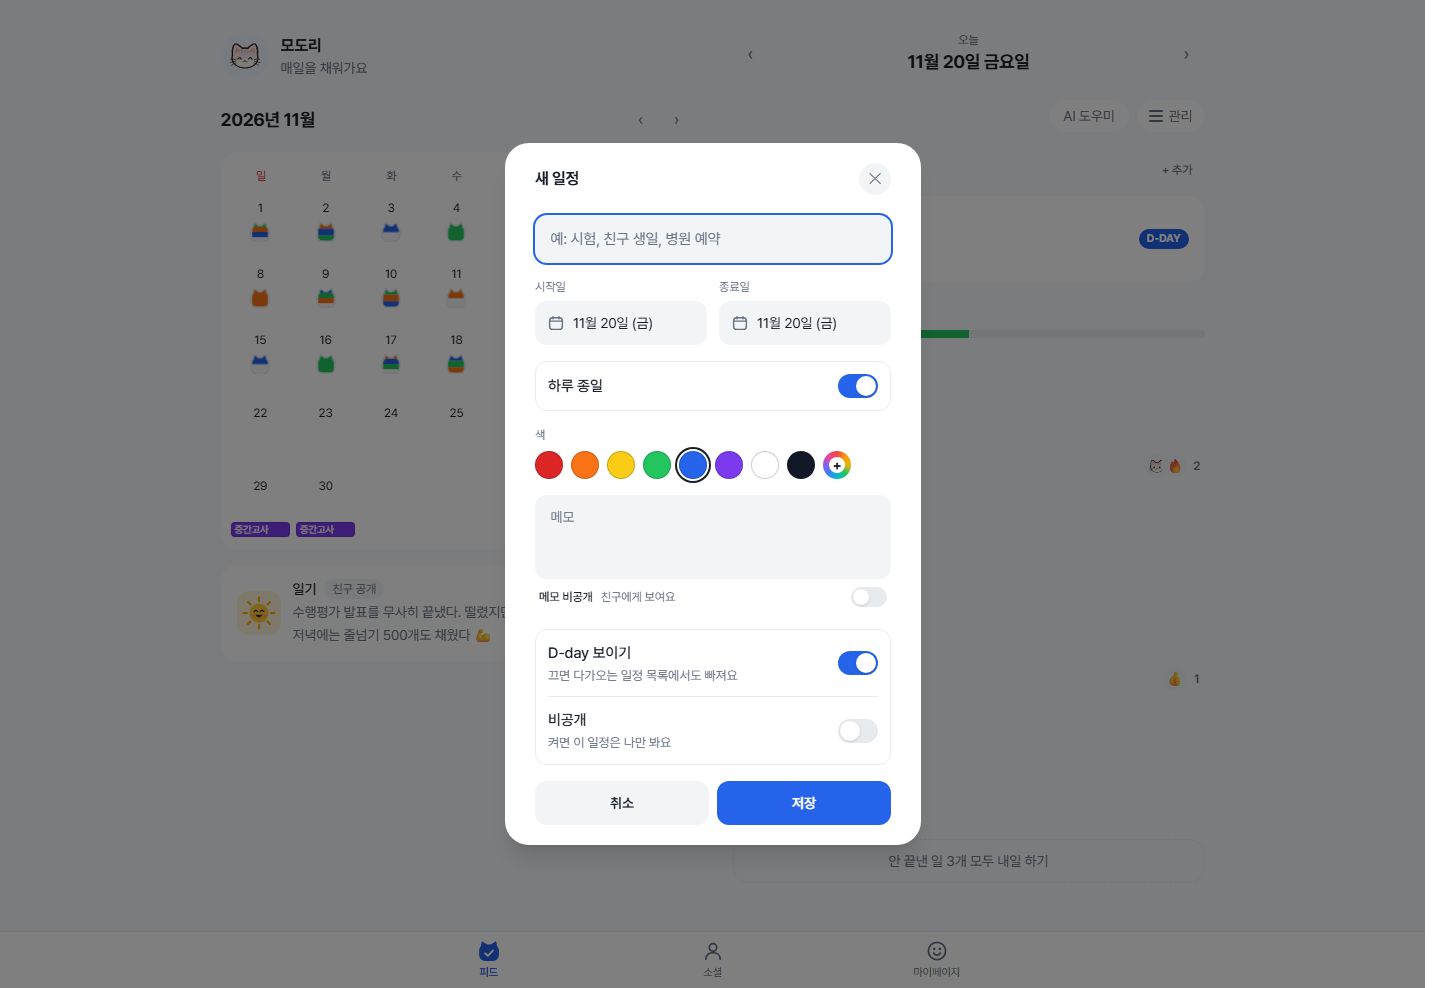 모도리
매일을 채워가요
오늘
11월 20일 금요일
2026년 11월
AI 도우미
관리
일 월 화 수
1 2 3 4
8 9 10 11
15 16 17 18
22 23 24 25
29 30
중간고사 중간고사
일기 친구 공개
수행평가 발표를 무사히 끝냈다. 떨렸지만
저녁에는 줄넘기 500개도 채웠다
+ 추가
D-DAY
2
1
안 끝낸 일 3개 모두 내일 하기
새 일정
예: 시험, 친구 생일, 병원 예약
시작일 종료일
11월 20일 (금) 11월 20일 (금)
하루 종일
색
메모
메모 비공개 친구에게 보여요
D-day 보이기
끄면 다가오는 일정 목록에서도 빠져요
비공개
켜면 이 일정은 나만 봐요
취소 저장
피드 소셜 마이페이지